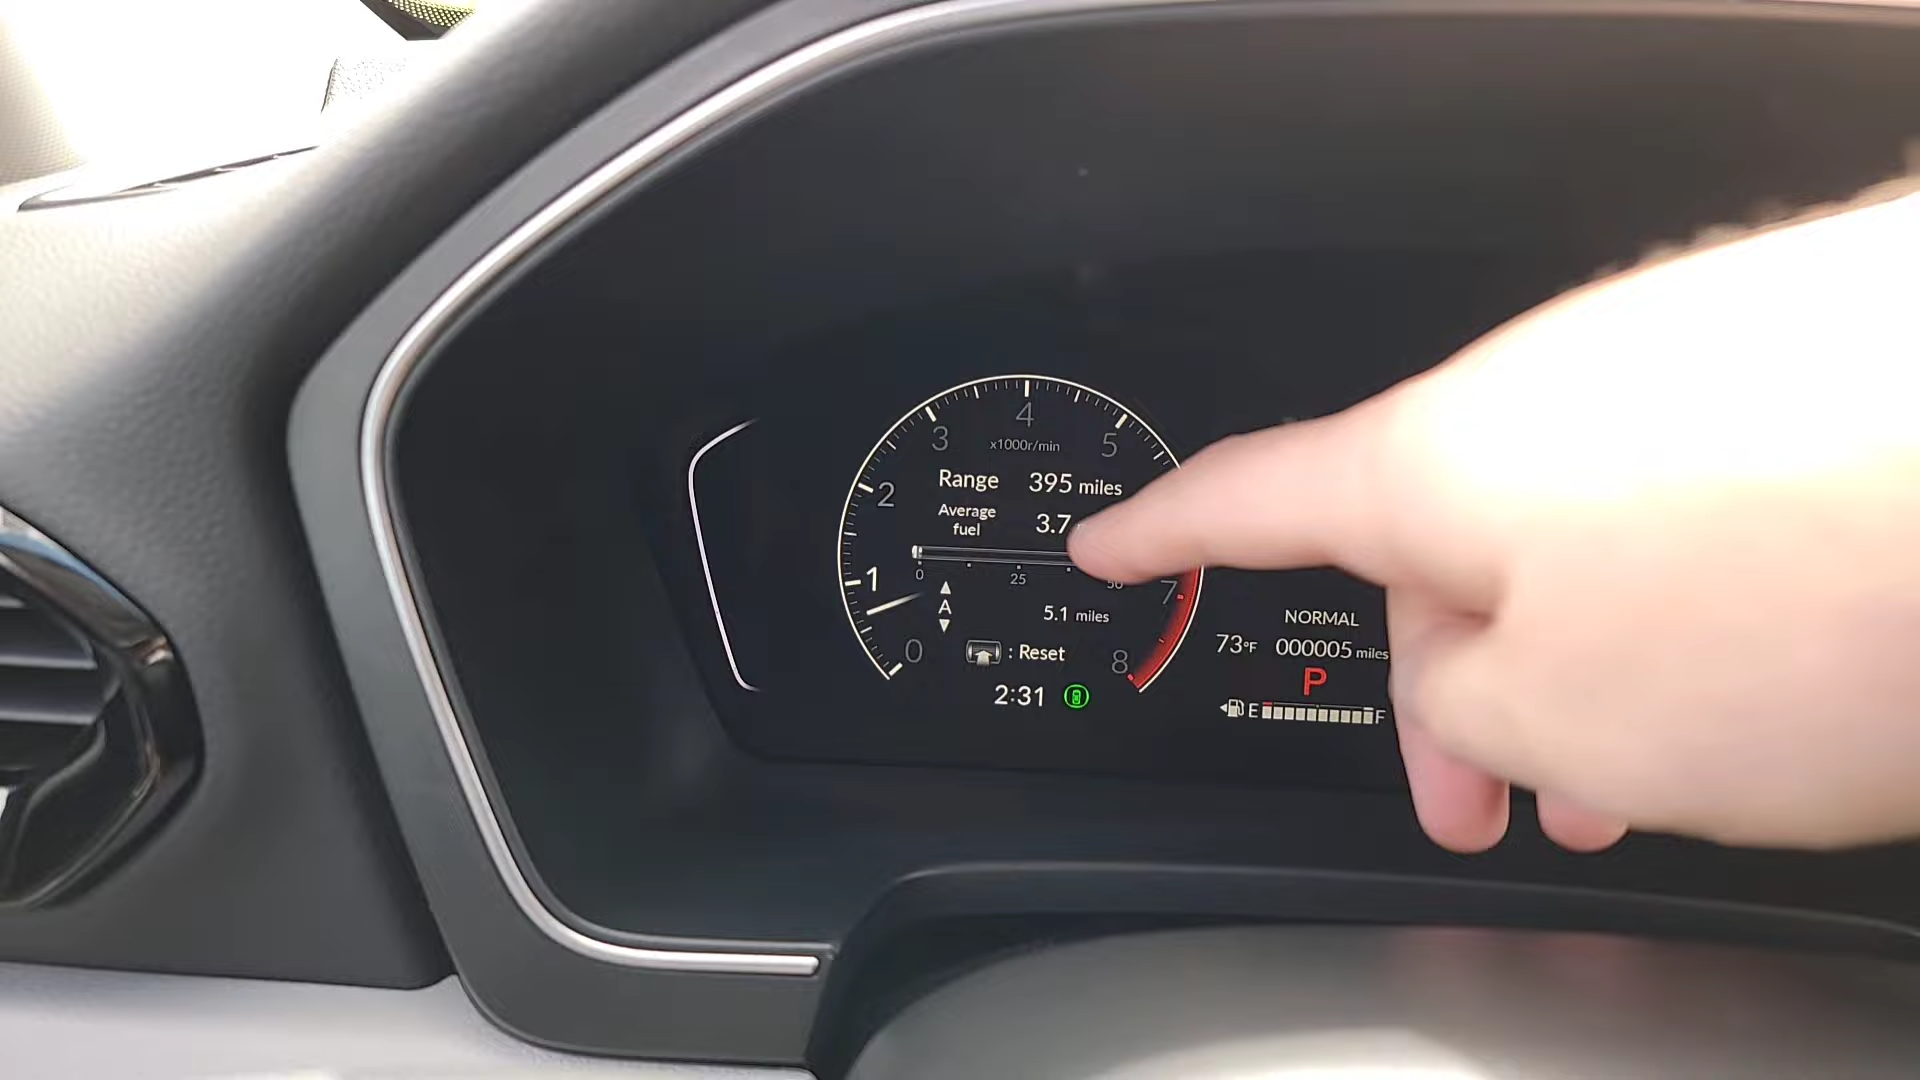 4
3
5
x1000r/min
Range 395 miles
2
Average
fuel
3.7
0
25
50
1
7
A
5.1 miles
NORMAL
73°F 000005 miles
0
: Reset
8
P
2:31
E
F